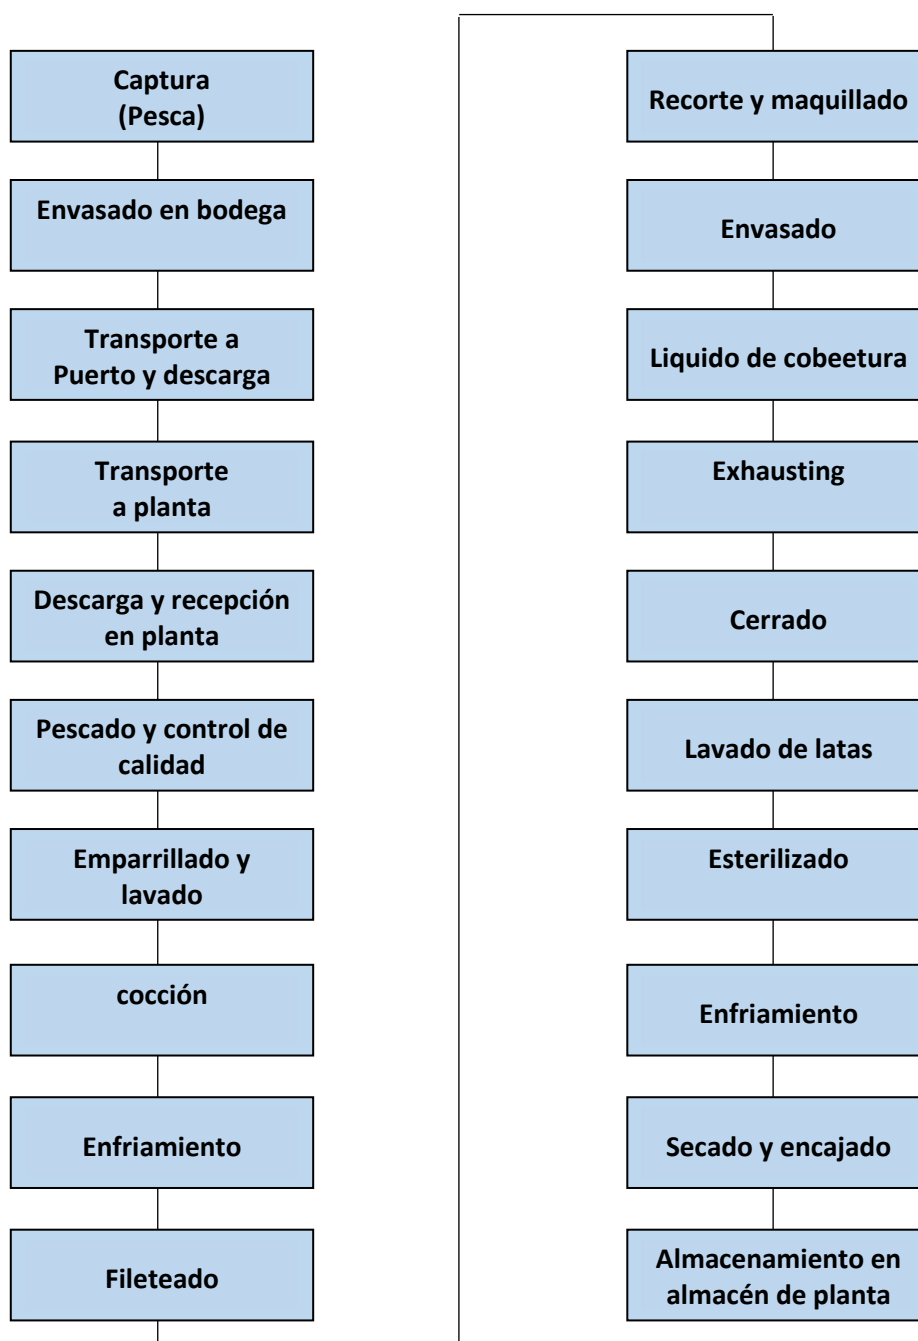 Captura
(Pesca)
Envasado en bodega
Transporte a
Puerto y descarga
Transporte
a planta
Descarga y recepción
en planta
Pescado y control de
calidad
Emparrillado y
lavado
cocción
Enfriamiento
Fileteado
Recorte y maquillado
Envasado
Liquido de cobeetura
Exhausting
Cerrado
Lavado de latas
Esterilizado
Enfriamiento
Secado y encajado
Almacenamiento en
almacén de planta